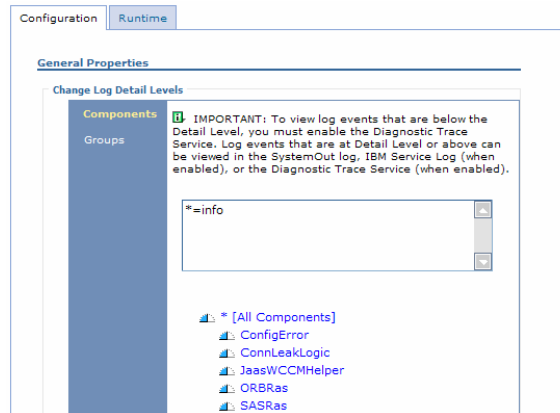 Configuration
Runtime
General Properties
Change Log Detail Levels
Components
Groups
IMPORTANT: To view log events that are below the
Detail Level, you must enable the Diagnostic Trace
Service. Log events that are at Detail Level or above can
be viewed in the SystemOut log, IBM Service Log (when
enabled), or the Diagnostic Trace Service (when enabled).
*=info
* [All Components]
ConfigError
ConnLeakLogic
JaasWCCMHelper
ORBRas
SASRas